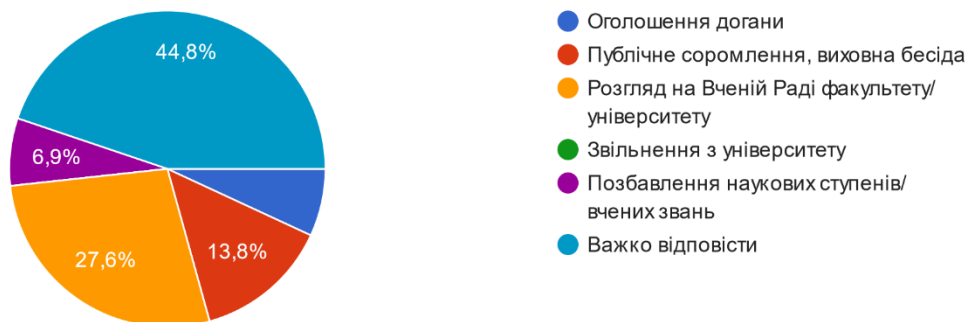 44,8%
6,9%
27,6%
13,8%
Оголошення догани
Публічне соромлення, виховна бесіда
Розгляд на Вченій Раді факультету/
університету
Звільнення з університету
Позбавлення наукових ступенів/
вчених звань
Важко відповісти